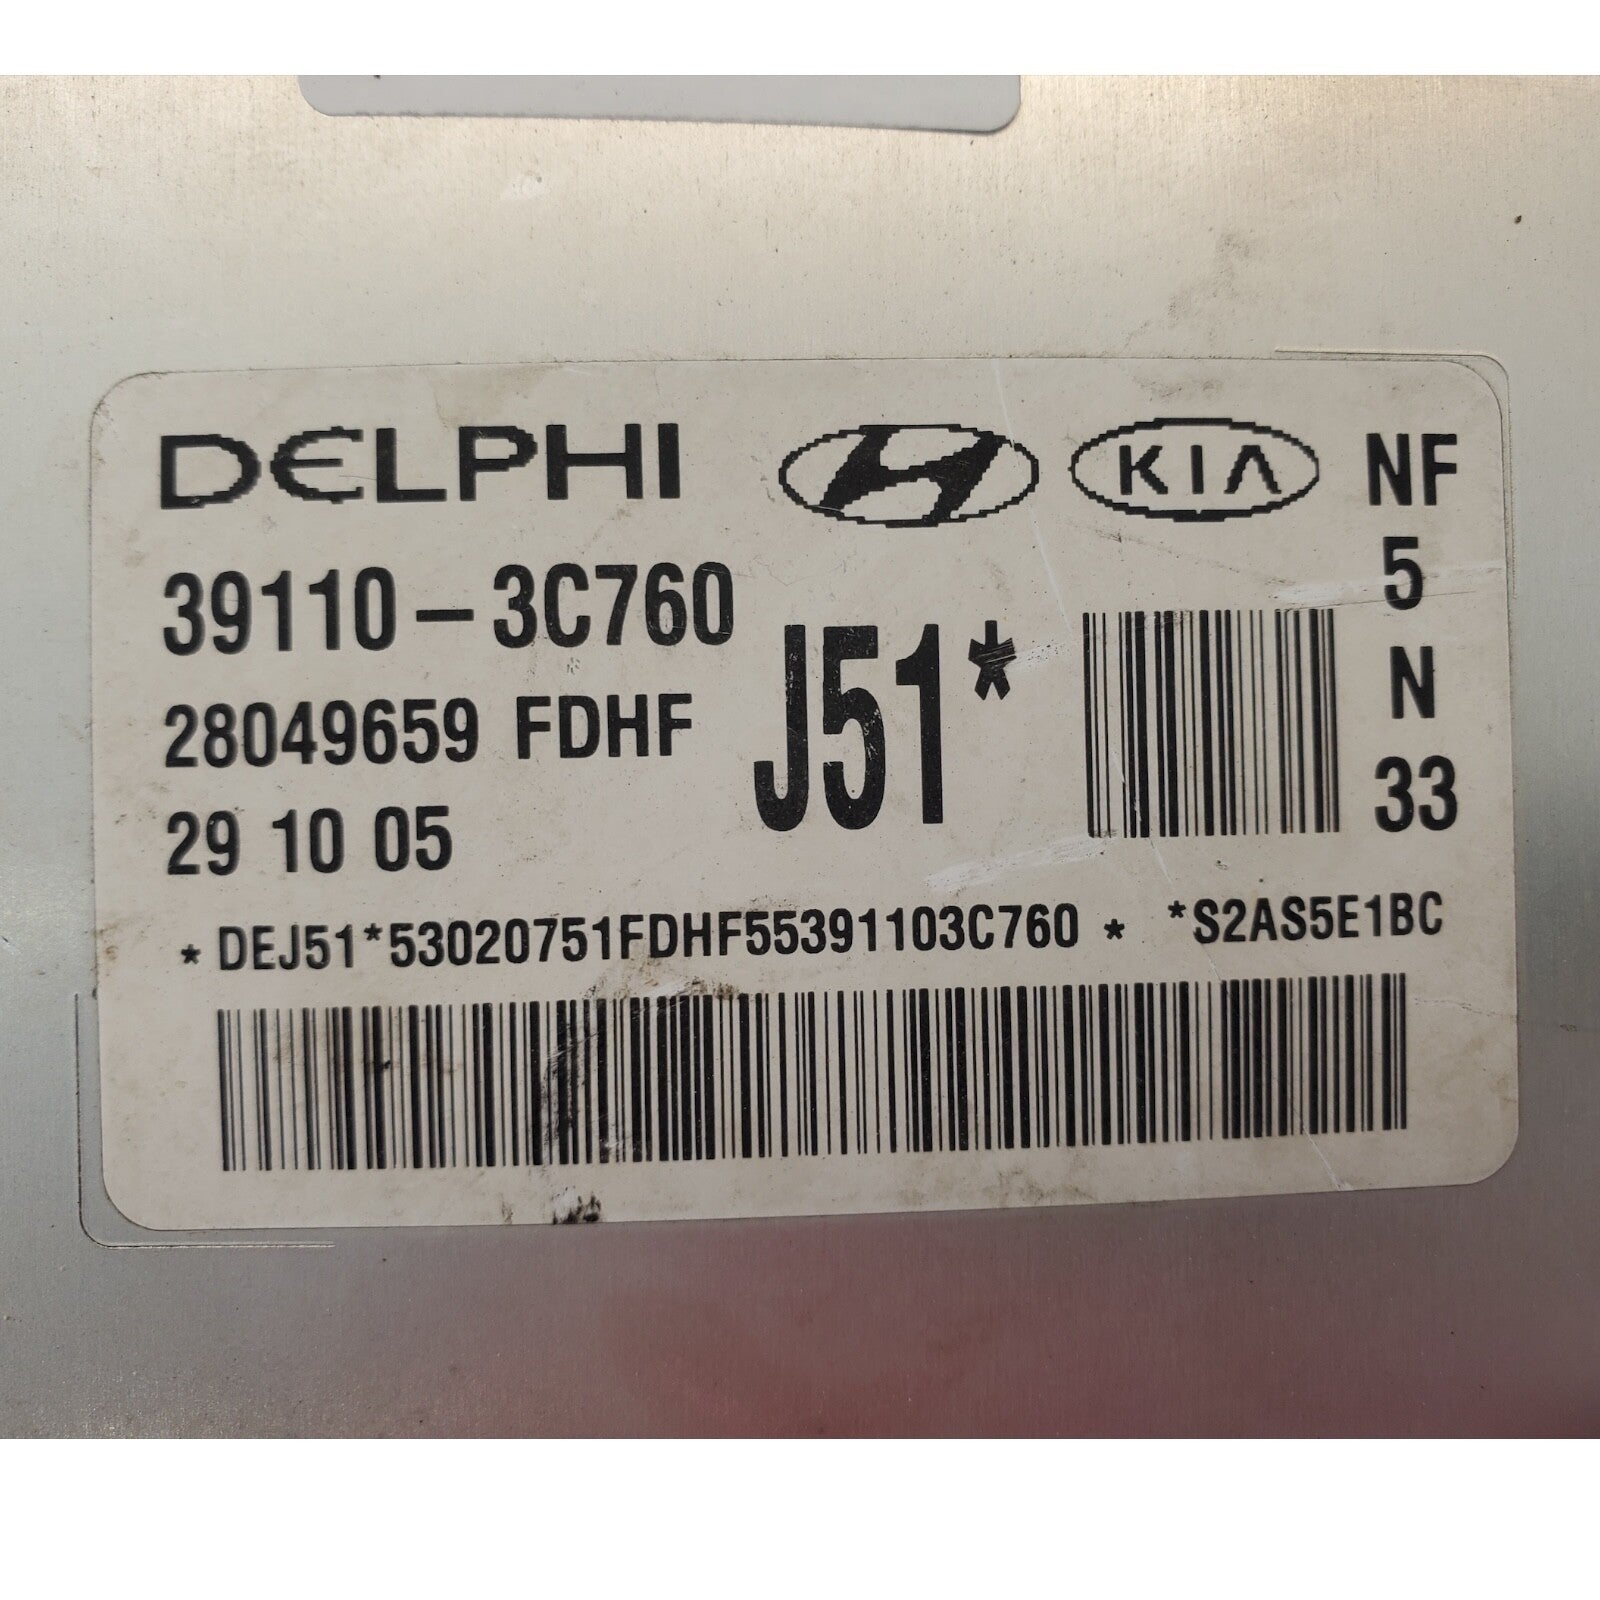 DELPHI KIA NF
39110-3C760 5
J51* N
28049659 FDHF 33
29 10 05
*DEJ51*53020751FDHF55391103C760* *S2AS5E1BC